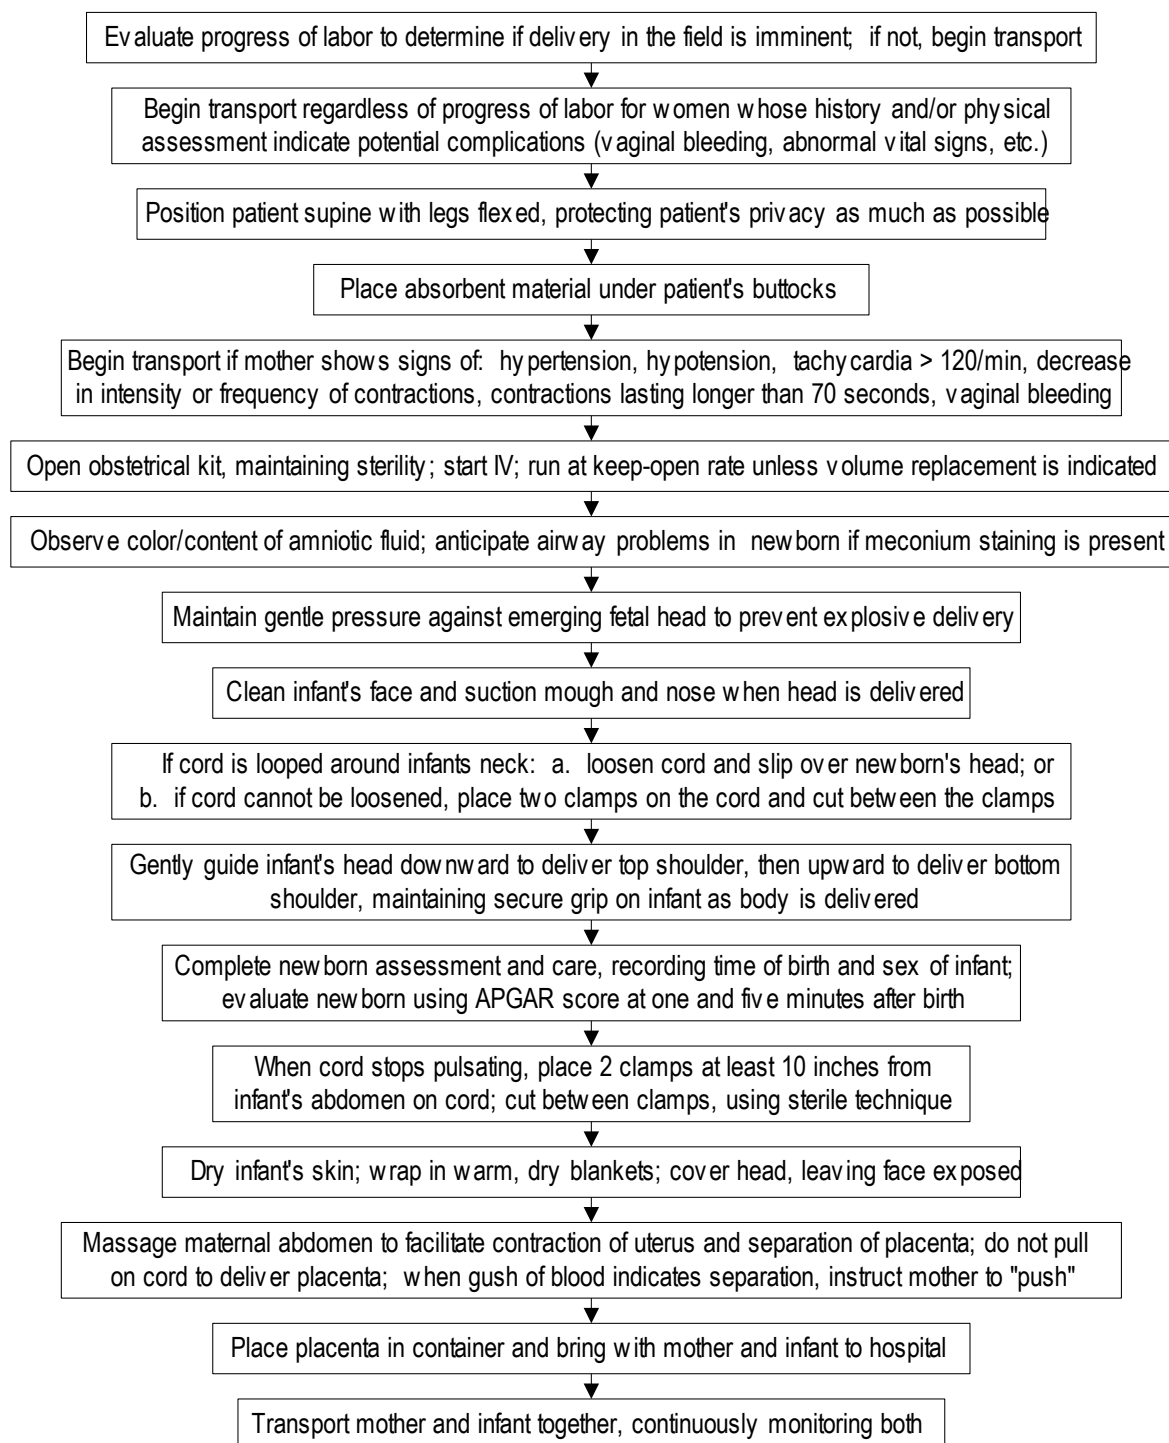 Evaluate progress of labor to determine if delivery in the field is imminent; if not, begin transport
Begin transport regardless of progress of labor for women whose history and/or physical
assessment indicate potential complications (vaginal bleeding, abnormal vital signs, etc.)
Position patient supine with legs flexed, protecting patient's privacy as much as possible
Place absorbent material under patient's buttocks
Begin transport if mother shows signs of: hypertension, hypotension, tachycardia > 120/min, decrease
in intensity or frequency of contractions, contractions lasting longer than 70 seconds, vaginal bleeding
Open obstetrical kit, maintaining sterility; start IV; run at keep-open rate unless volume replacement is indicated
Observe color/content of amniotic fluid; anticipate airway problems in newborn if meconium staining is present
Maintain gentle pressure against emerging fetal head to prevent explosive delivery
Clean infant's face and suction mough and nose when head is delivered
If cord is looped around infants neck: a. loosen cord and slip over newborn's head; or
b. if cord cannot be loosened, place two clamps on the cord and cut between the clamps
Gently guide infant's head downward to deliver top shoulder, then upward to deliver bottom
shoulder, maintaining secure grip on infant as body is delivered
Complete newborn assessment and care, recording time of birth and sex of infant;
evaluate newborn using APGAR score at one and five minutes after birth
When cord stops pulsating, place 2 clamps at least 10 inches from
infant's abdomen on cord; cut between clamps, using sterile technique
Dry infant's skin; wrap in warm, dry blankets; cover head, leaving face exposed
Massage maternal abdomen to facilitate contraction of uterus and separation of placenta; do not pull
on cord to deliver placenta; when gush of blood indicates separation, instruct mother to "push"
Place placenta in container and bring with mother and infant to hospital
Transport mother and infant together, continuously monitoring both